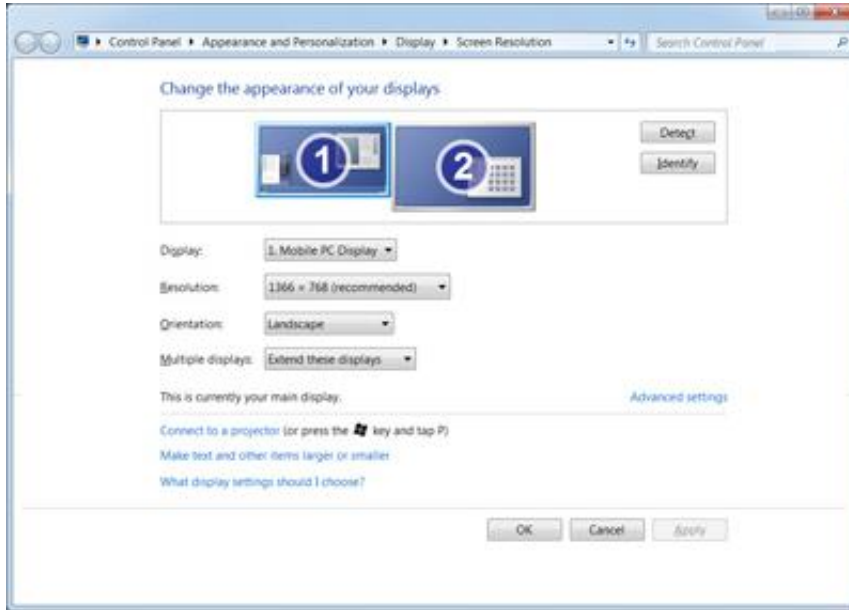 Control Panel ▸ Appearance and Personalization ▸ Display ▸ Screen Resolution
Search Control Panel
Change the appearance of your displays
1
2
Detect
Identify
Display:
1. Mobile PC Display
Resolution:
1366 × 768 (recommended)
Orientation:
Landscape
Multiple displays:
Extend these displays
This is currently your main display.
Advanced settings
Connect to a projector (or press the key and tap P)
Make text and other items larger or smaller
What display settings should I choose?
OK
Cancel
Apply